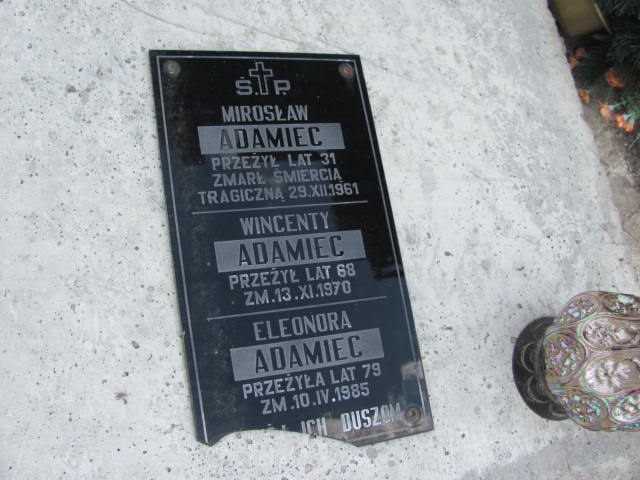 Ś.P.
MIROSŁAW
ADAMIEC
PRZEŻYŁ LAT 31
ZMARŁ ŚMIERCIĄ
TRAGICZNĄ 29.XII.1961
WINCENTY
ADAMIEC
PRZEŻYŁ LAT 68
ZM. 13.XI.1970
ELEONORA
ADAMIEC
PRZEŻYŁA LAT 79
ZM. 10.IV.1985
ICH DUSZOM